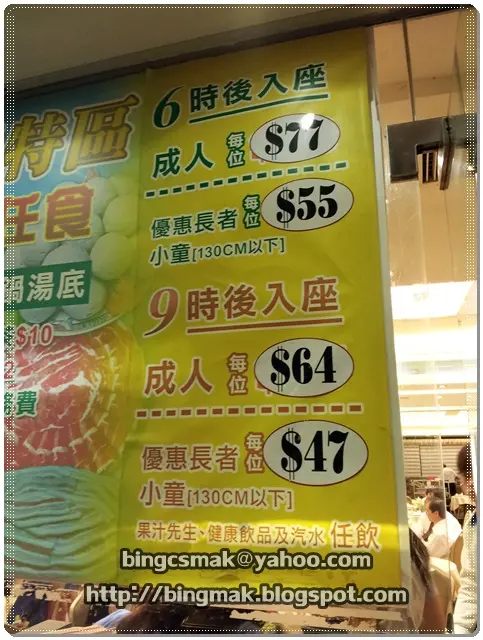 特區
任食
鍋湯底
$10
2
務費
6時後入座
成人 每位 $77
優惠長者 每位 $55
小童[130CM以下]
9時後入座
成人 每位 $64
優惠長者 每位 $47
小童[130CM以下]
果汁先生、健康飲品及汽水 任飲
bingcsmak@yahoo.com
http://bingmak.blogspot.com